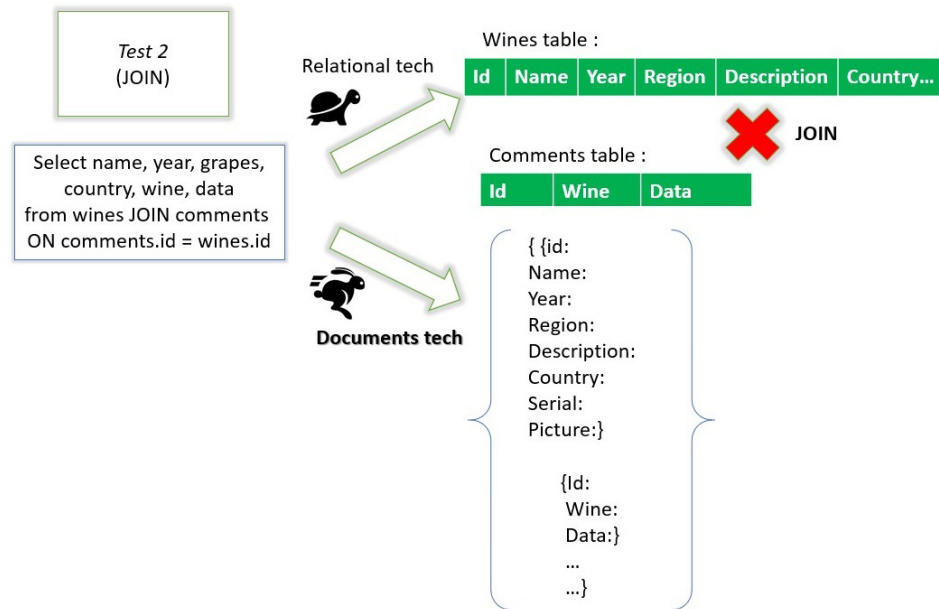 Test 2
(JOIN)
Select name, year, grapes,
country, wine, data
from wines JOIN comments
ON comments.id = wines.id
Relational tech
Documents tech
Wines table :
Id Name Year Region Description Country...
JOIN
Comments table :
Id Wine Data
{ {id:
Name:
Year:
Region:
Description:
Country:
Serial:
Picture:}
{Id:
Wine:
Data:}
...
...}